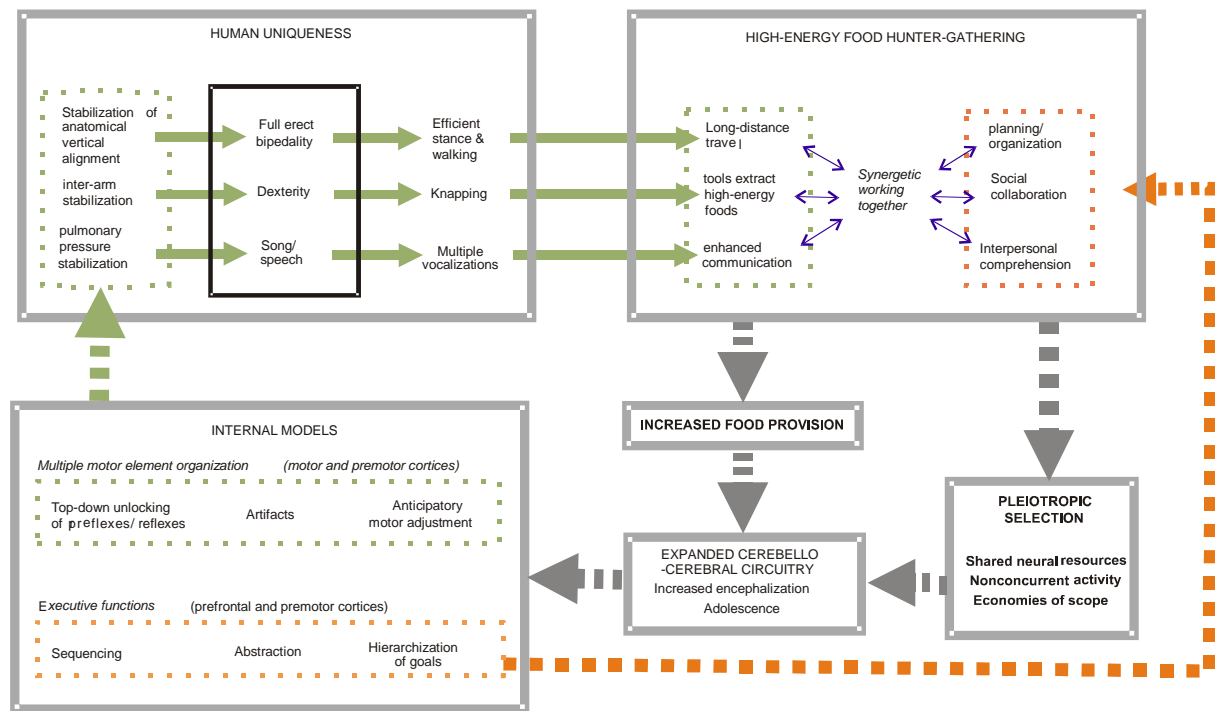 HUMAN UNIQUENESS
Stabilization of
anatomical
vertical
alignment
Full erect
bipedality
Efficient
stance &
walking
inter-arm
stabilization
Dexterity
Knapping
pulmonary
pressure
stabilization
Song/
speech
Multiple
vocalizations
HIGH-ENERGY FOOD HUNTER-GATHERING
Long-distance
travel
tools extract
high-energy
foods
enhanced
communication
Synergetic
working
together
planning/
organization
Social
collaboration
Interpersonal
comprehension
INCREASED FOOD PROVISION
INTERNAL MODELS
Multiple motor element organization (motor and premotor cortices)
Top-down unlocking
of preflexes/ reflexes
Artifacts
Anticipatory
motor adjustment
Executive functions (prefrontal and premotor cortices)
Sequencing
Abstraction
Hierarchization
of goals
EXPANDED CEREBELLO
-CEREBRAL CIRCUITRY
Increased encephalization
Adolescence
PLEIOTROPIC
SELECTION
Shared neural resources
Nonconcurrent activity
Economies of scope